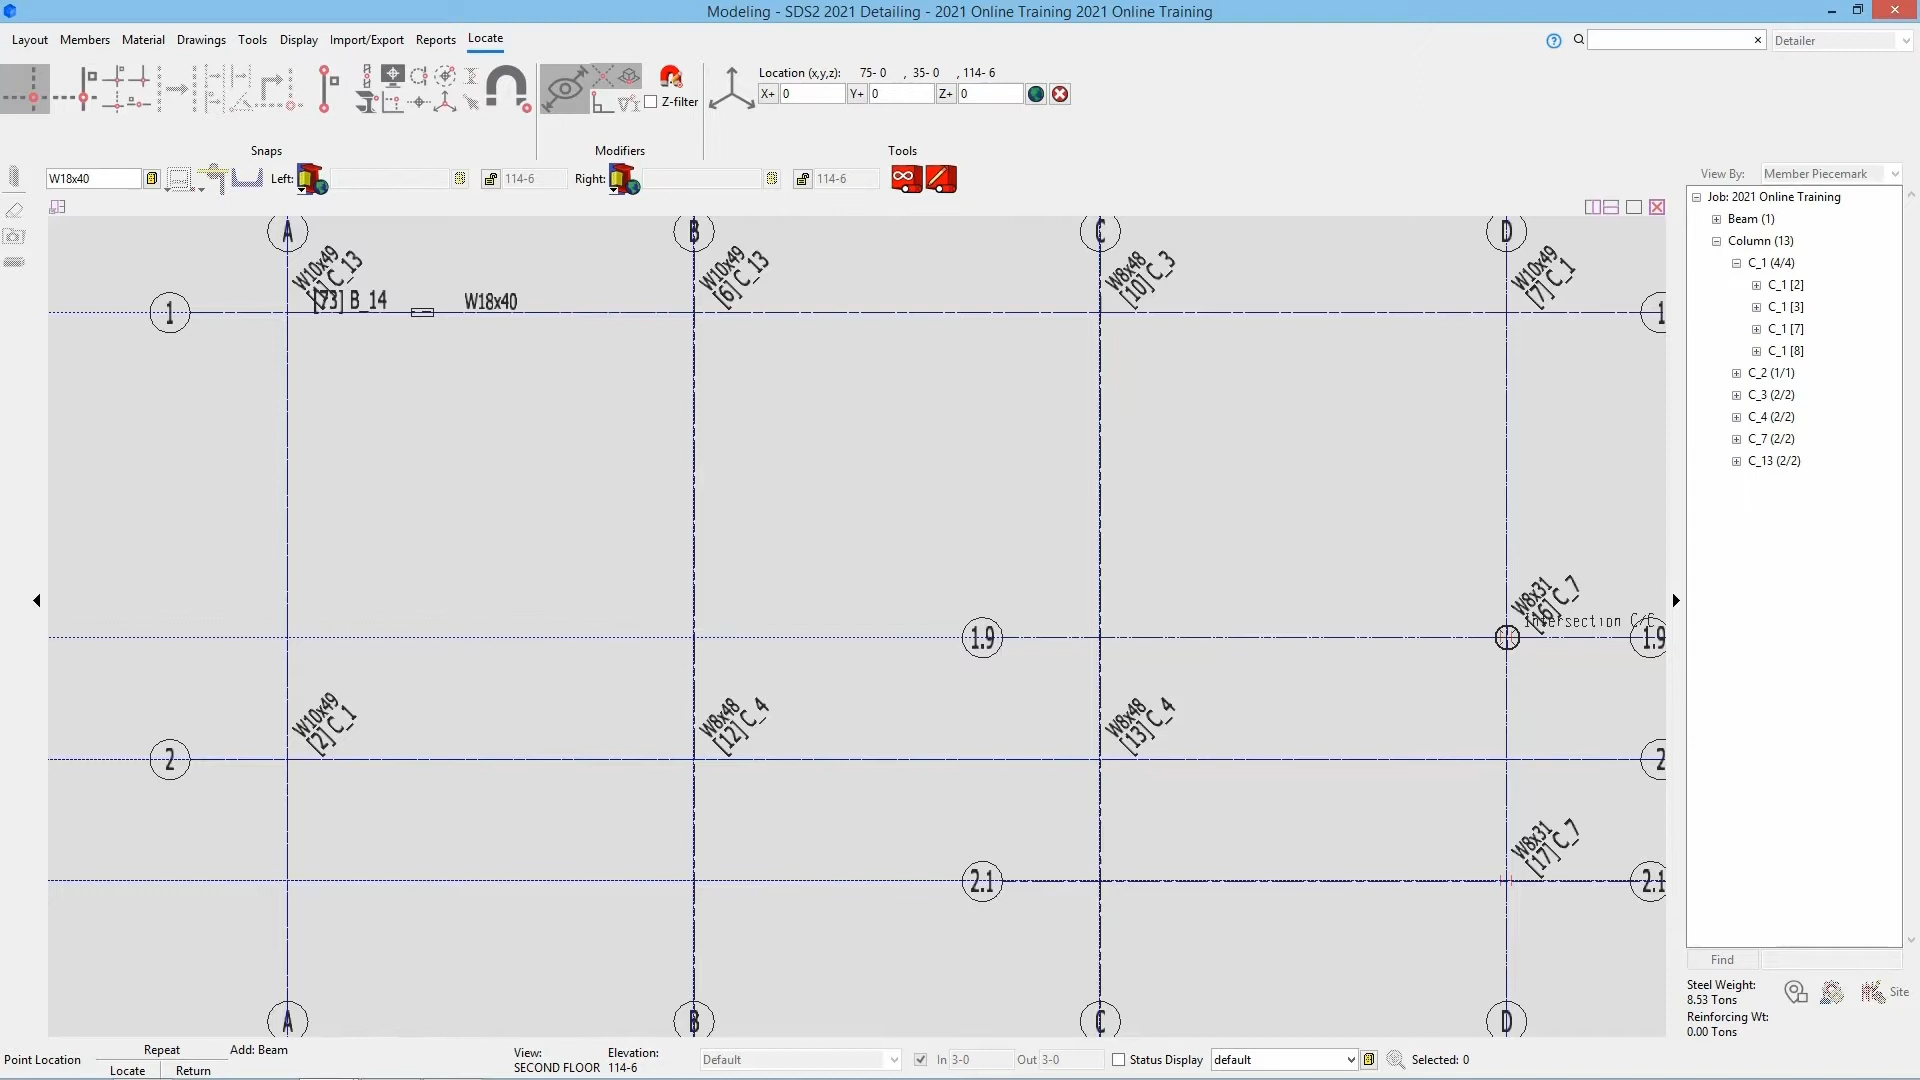 Modeling - SDS2 2021 Detailing - 2021 Online Training 2021 Online Training
Layout Members Material Drawings Tools Display Import/Export Reports Locate
Detailer
Location (x,y,z): 75- 0 , 35- 0 , 114- 6
X+ 0 Y+ 0 Z+ 0
Z-filter
Snaps Modifiers Tools
W18x40 Left: 114-6 Right: 114-6
View By: Member Piecemark
Job: 2021 Online Training
Beam (1)
Column (13)
C_1 (4/4)
C_1 [2]
C_1 [3]
C_1 [7]
C_1 [8]
C_2 (1/1)
C_3 (2/2)
C_4 (2/2)
C_7 (2/2)
C_13 (2/2)
A B C D
W10x49
C_13
W10x49
[6] C_13
W8x48
[10] C_3
W10x49
[7] C_1
[73] B_14 W18x40
1 1
W8x31
[16] C_7
Intersection C/C
1.9 1.9
W10x49
[2] C_1
W8x48
[12] C_4
W8x48
[13] C_4
2 2
W8x31
[17] C_7
2.1 2.1
A B C D
Find
Steel Weight:
8.53 Tons
Reinforcing Wt:
0.00 Tons
Site
Point Location
Repeat Add: Beam
Locate Return
View:
SECOND FLOOR
Elevation:
114-6
Default In 3-0 Out 3-0 Status Display default Selected: 0